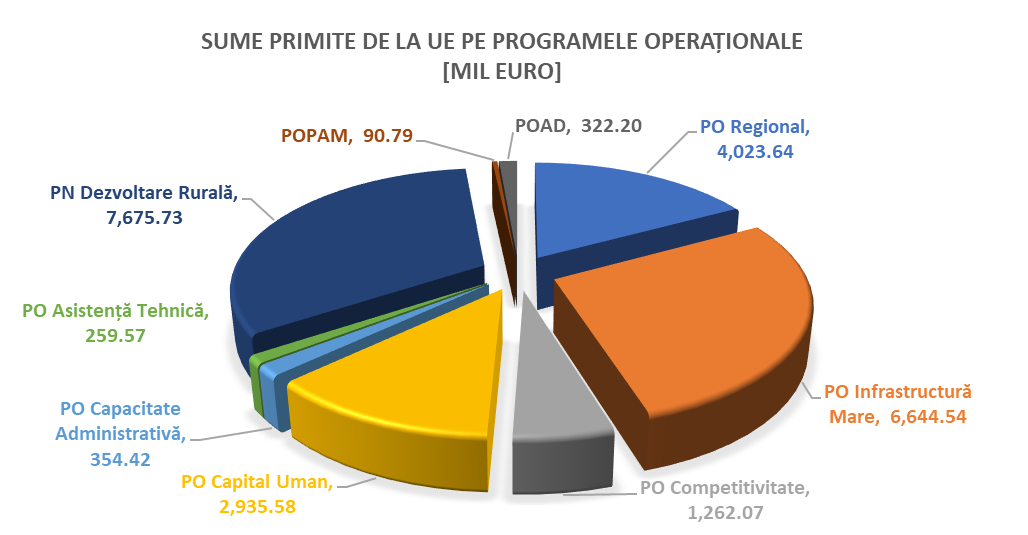 SUME PRIMITE DE LA UE PE PROGRAMELE OPERAȚIONALE
[MIL EURO]
POPAM, 90.79
POAD, 322.20
PO Regional,
4,023.64
PN Dezvoltare Rurală,
7,675.73
PO Asistență Tehnică,
259.57
PO Infrastructură
Mare, 6,644.54
PO Capacitate
Administrativă,
354.42
PO Capital Uman,
2,935.58
PO Competitivitate,
1,262.07